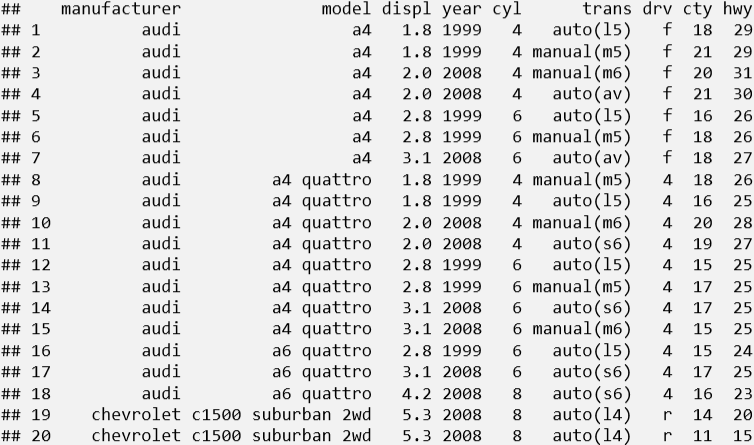 ##    manufacturer              model displ year cyl      trans drv cty hwy
## 1          audi                 a4   1.8 1999   4   auto(l5)   f  18  29
## 2          audi                 a4   1.8 1999   4 manual(m5)   f  21  29
## 3          audi                 a4   2.0 2008   4 manual(m6)   f  20  31
## 4          audi                 a4   2.0 2008   4   auto(av)   f  21  30
## 5          audi                 a4   2.8 1999   6   auto(l5)   f  16  26
## 6          audi                 a4   2.8 1999   6 manual(m5)   f  18  26
## 7          audi                 a4   3.1 2008   6   auto(av)   f  18  27
## 8          audi         a4 quattro   1.8 1999   4 manual(m5)   4  18  26
## 9          audi         a4 quattro   1.8 1999   4   auto(l5)   4  16  25
## 10         audi         a4 quattro   2.0 2008   4 manual(m6)   4  20  28
## 11         audi         a4 quattro   2.0 2008   4   auto(s6)   4  19  27
## 12         audi         a4 quattro   2.8 1999   6   auto(l5)   4  15  25
## 13         audi         a4 quattro   2.8 1999   6 manual(m5)   4  17  25
## 14         audi         a4 quattro   3.1 2008   6   auto(s6)   4  17  25
## 15         audi         a4 quattro   3.1 2008   6 manual(m6)   4  15  25
## 16         audi         a6 quattro   2.8 1999   6   auto(l5)   4  15  24
## 17         audi         a6 quattro   3.1 2008   6   auto(s6)   4  17  25
## 18         audi         a6 quattro   4.2 2008   8   auto(s6)   4  16  23
## 19    chevrolet c1500 suburban 2wd   5.3 2008   8   auto(l4)   r  14  20
## 20    chevrolet c1500 suburban 2wd   5.3 2008   8   auto(l4)   r  11  15